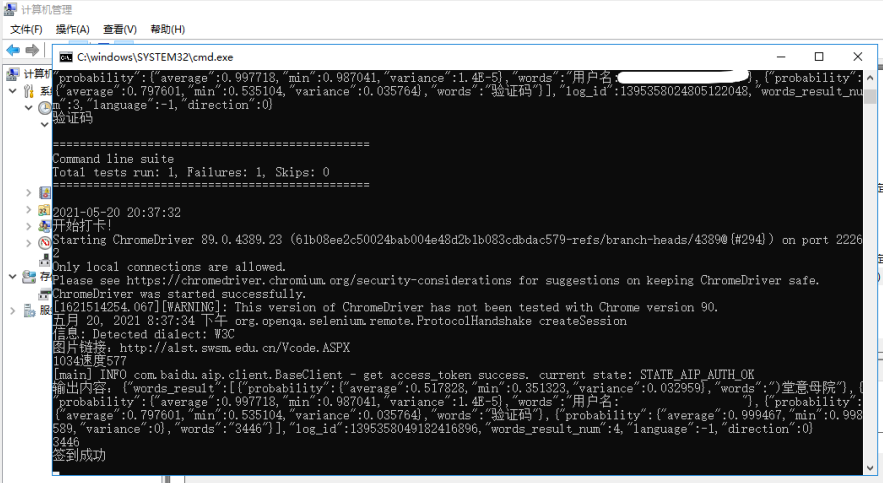 计算机管理
文件(F) 操作(A) 查看(V) 帮助(H)
计算机
系统
存
服务
C:\windows\SYSTEM32\cmd.exe
"probability":{"average":0.997718,"min":0.987041,"variance":1.4E-5},"words":"用户名: "},{"probability":
{"average":0.797601,"min":0.535104,"variance":0.035764},"words":"验证码"}],"log_id":1395358024805122048,"words_result_nu
m":3,"language":-1,"direction":0}
验证码
===============================================
Command line suite
Total tests run: 1, Failures: 1, Skips: 0
===============================================
2021-05-20 20:37:32
开始打卡!
Starting ChromeDriver 89.0.4389.23 (61b08ee2c50024bab004e48d2b1b083cdbdac579-refs/branch-heads/4389@{#294}) on port 2226
2
Only local connections are allowed.
Please see https://chromedriver.chromium.org/security-considerations for suggestions on keeping ChromeDriver safe.
ChromeDriver was started successfully.
[1621514254.067][WARNING]: This version of ChromeDriver has not been tested with Chrome version 90.
五月 20, 2021 8:37:34 下午 org.openqa.selenium.remote.ProtocolHandshake createSession
信息: Detected dialect: W3C
图片链接: http://alst.swsm.edu.cn/Vcode.ASPX
1034速度577
[main] INFO com.baidu.aip.client.BaseClient - get access_token success. current state: STATE_AIP_AUTH_OK
输出内容: {"words_result":[{"probability":{"average":0.517828,"min":0.351323,"variance":0.032959},"words":")堂意母院"},{
"probability":{"average":0.997718,"min":0.987041,"variance":1.4E-5},"words":"用户名: "},{"probability":
{"average":0.797601,"min":0.535104,"variance":0.035764},"words":"验证码"},{"probability":{"average":0.999467,"min":0.998
589,"variance":0},"words":"3446"}],"log_id":1395358049182416896,"words_result_num":4,"language":-1,"direction":0}
3446
签到成功